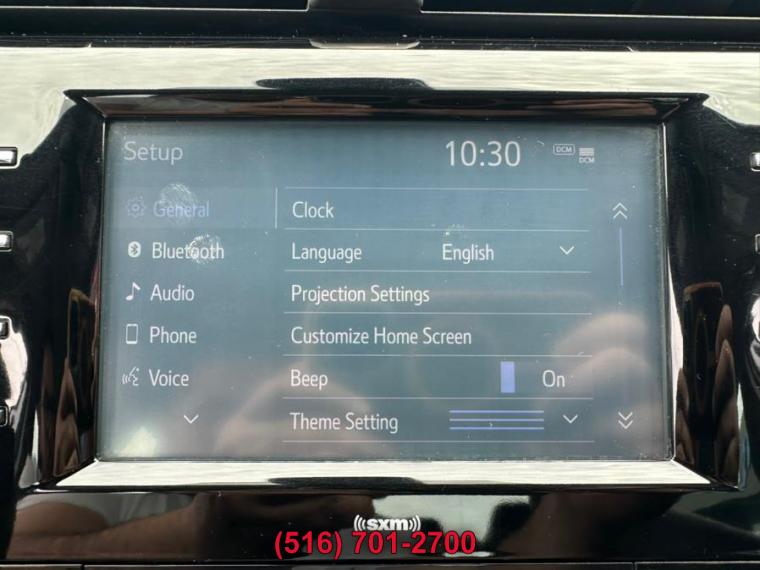 Setup 10:30 DCM DCM
General Clock
Bluetooth Language English
Audio Projection Settings
Phone Customize Home Screen
Voice Beep On
Theme Setting
((sxm))
(516) 701-2700